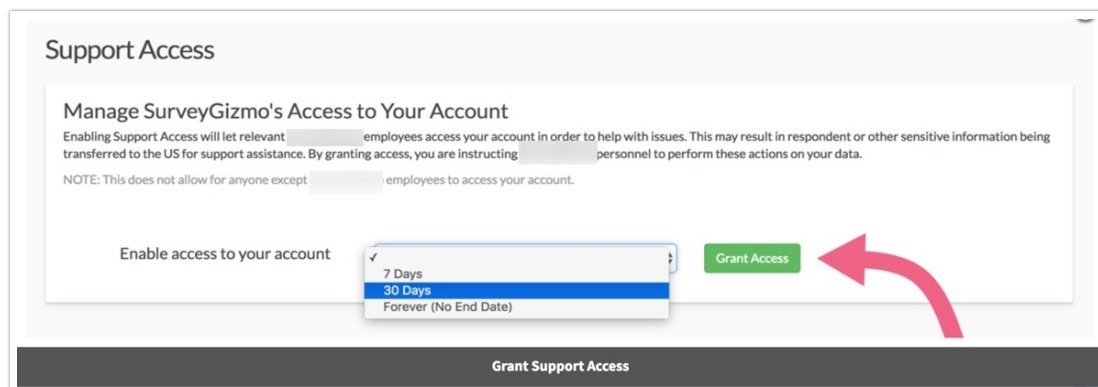 Support Access
Manage SurveyGizmo's Access to Your Account
Enabling Support Access will let relevant employees access your account in order to help with issues. This may result in respondent or other sensitive information being
transferred to the US for support assistance. By granting access, you are instructing personnel to perform these actions on your data.
NOTE: This does not allow for anyone except employees to access your account.
Enable access to your account
✓
Grant Access
7 Days
30 Days
Forever (No End Date)
Grant Support Access